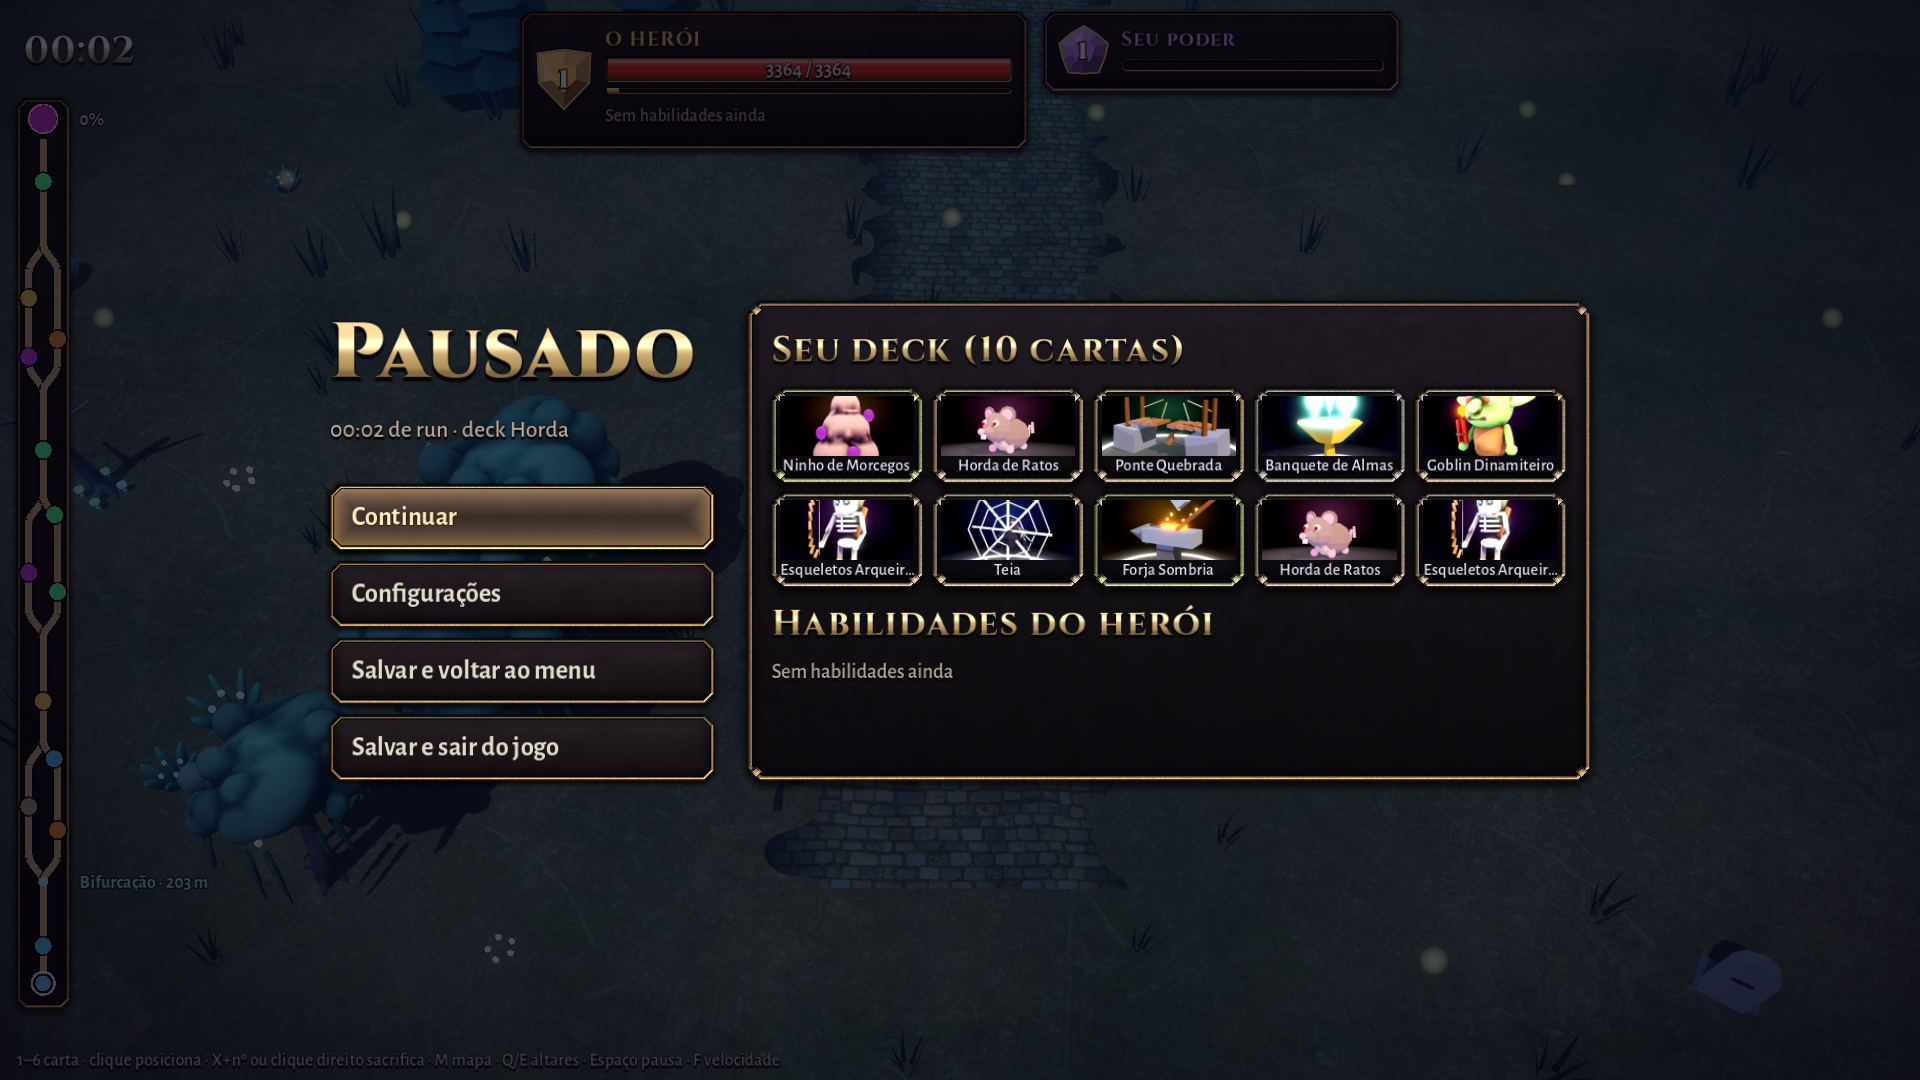 00:02
O HERÓI
1
3364 / 3364
Sem habilidades ainda
SEU PODER
1
0%
PAUSADO
00:02 de run · deck Horda
Continuar
Configurações
Salvar e voltar ao menu
Salvar e sair do jogo
SEU DECK (10 CARTAS)
Ninho de Morcegos
Horda de Ratos
Ponte Quebrada
Banquete de Almas
Goblin Dinamiteiro
Esqueletos Arqueir...
Teia
Forja Sombria
Horda de Ratos
Esqueletos Arqueir...
HABILIDADES DO HERÓI
Sem habilidades ainda
Bifurcação · 203 m
1–6 carta · clique posiciona · X+nº ou clique direito sacrifica · M mapa · Q/E altares · Espaço pausa · F velocidade